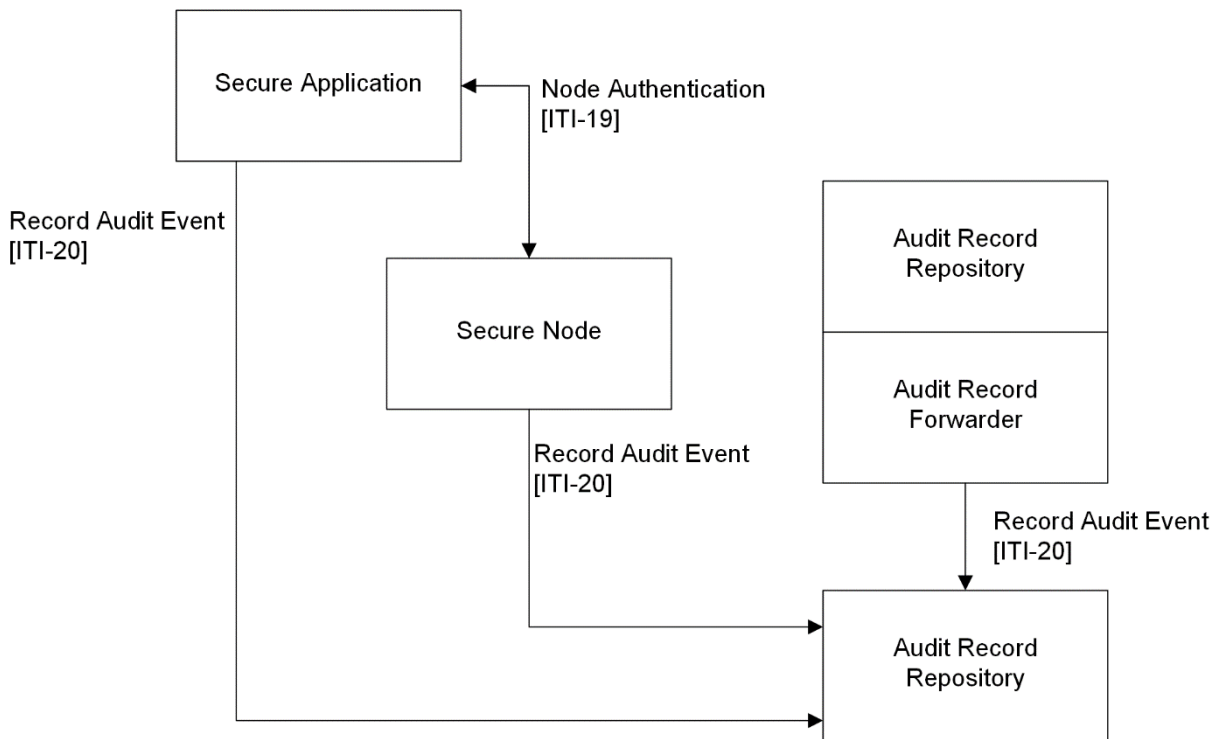 Secure Application
Node Authentication
[ITI-19]
Record Audit Event
[ITI-20]
Audit Record
Repository
Secure Node
Audit Record
Forwarder
Record Audit Event
[ITI-20]
Record Audit Event
[ITI-20]
Audit Record
Repository